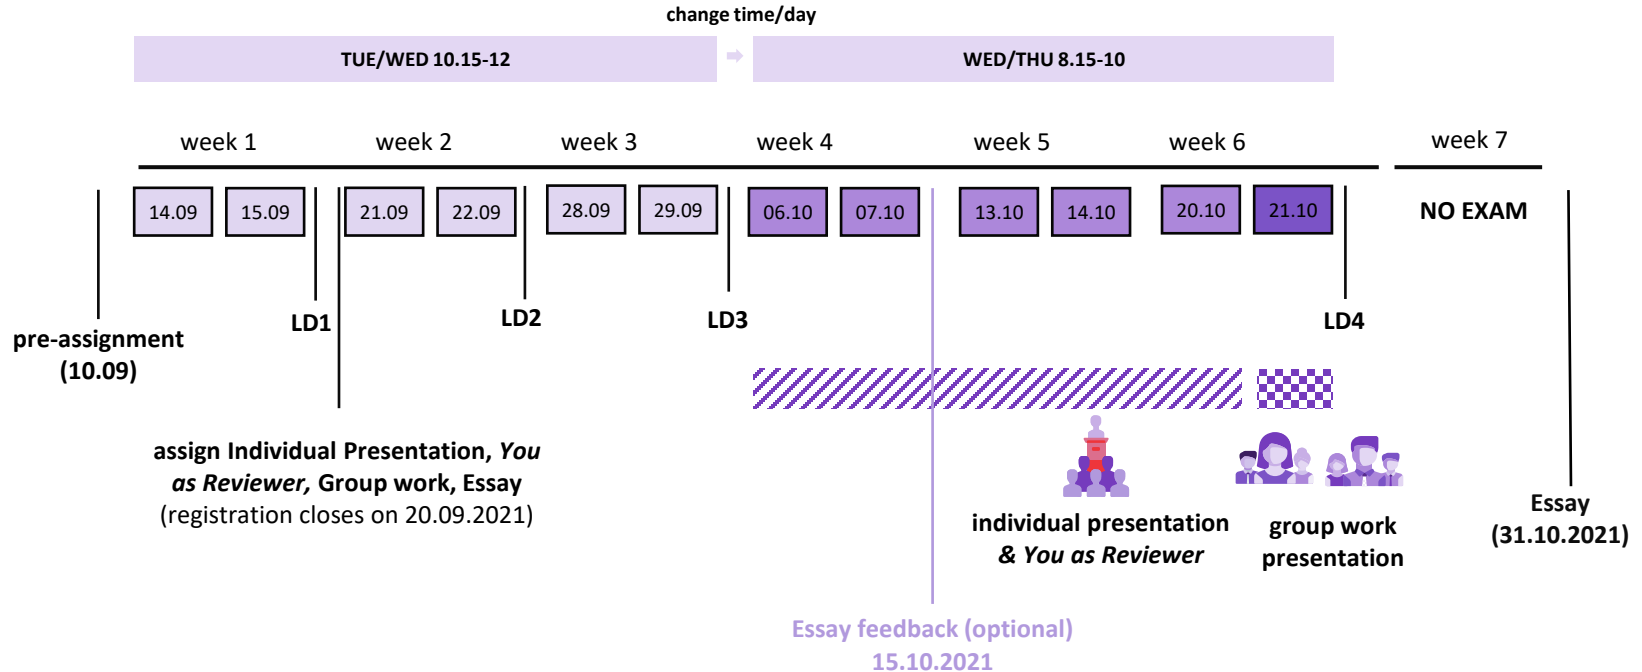 change time/day
TUE/WED 10.15-12
WED/THU 8.15-10
week 1
week 2
week 3
week 4
week 5
week 6
week 7
14.09
15.09
21.09
22.09
28.09
29.09
06.10
07.10
13.10
14.10
20.10
21.10
NO EXAM
LD1
LD2
LD3
LD4
pre-assignment
(10.09)
assign Individual Presentation, You
as Reviewer, Group work, Essay
(registration closes on 20.09.2021)
individual presentation
& You as Reviewer
group work
presentation
Essay
(31.10.2021)
Essay feedback (optional)
15.10.2021